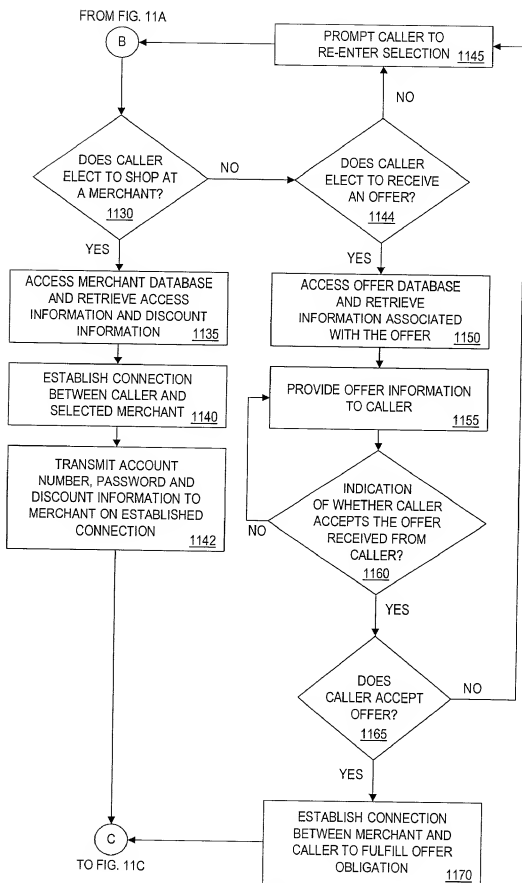 FROM FIG. 11A
B
PROMPT CALLER TO
RE-ENTER SELECTION
1145
NO
DOES CALLER
ELECT TO SHOP AT
A MERCHANT?
1130
NO
DOES CALLER
ELECT TO RECEIVE
AN OFFER?
1144
YES
YES
ACCESS MERCHANT DATABASE
AND RETRIEVE ACCESS
INFORMATION AND DISCOUNT
INFORMATION
1135
ACCESS OFFER DATABASE
AND RETRIEVE
INFORMATION ASSOCIATED
WITH THE OFFER
1150
ESTABLISH CONNECTION
BETWEEN CALLER AND
SELECTED MERCHANT
1140
PROVIDE OFFER INFORMATION
TO CALLER
1155
TRANSMIT ACCOUNT
NUMBER, PASSWORD AND
DISCOUNT INFORMATION TO
MERCHANT ON ESTABLISHED
CONNECTION
1142
INDICATION
OF WHETHER CALLER
ACCEPTS THE OFFER
RECEIVED FROM
CALLER?
1160
NO
YES
DOES
CALLER ACCEPT
OFFER?
1165
NO
YES
ESTABLISH CONNECTION
BETWEEN MERCHANT AND
CALLER TO FULFILL OFFER
OBLIGATION
1170
C
TO FIG. 11C